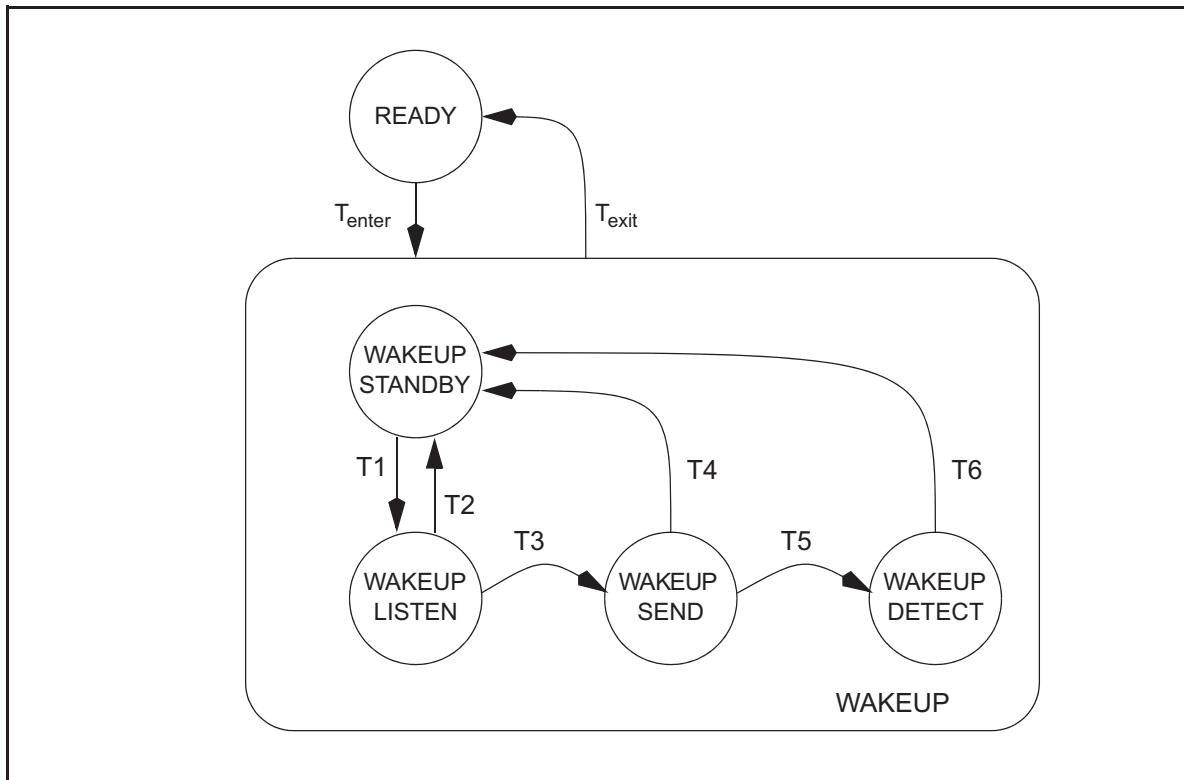 READY
Tenter
Texit
WAKEUP
STANDBY
T1
T2
T4
T6
T3
T5
WAKEUP
LISTEN
WAKEUP
SEND
WAKEUP
DETECT
WAKEUP